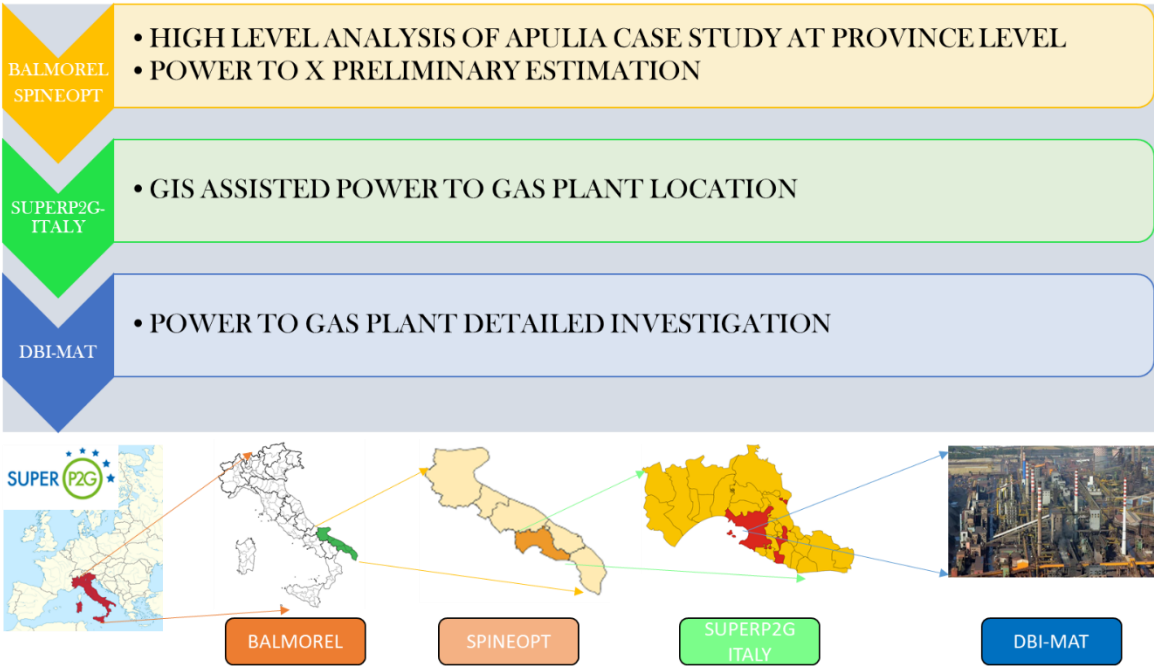 BALMOREL
SPINEOPT
• HIGH LEVEL ANALYSIS OF APULIA CASE STUDY AT PROVINCE LEVEL
• POWER TO X PRELIMINARY ESTIMATION
SUPERP2G-
ITALY
• GIS ASSISTED POWER TO GAS PLANT LOCATION
DBI-MAT
• POWER TO GAS PLANT DETAILED INVESTIGATION
SUPER P2G
BALMOREL
SPINEOPT
SUPERP2G
ITALY
DBI-MAT